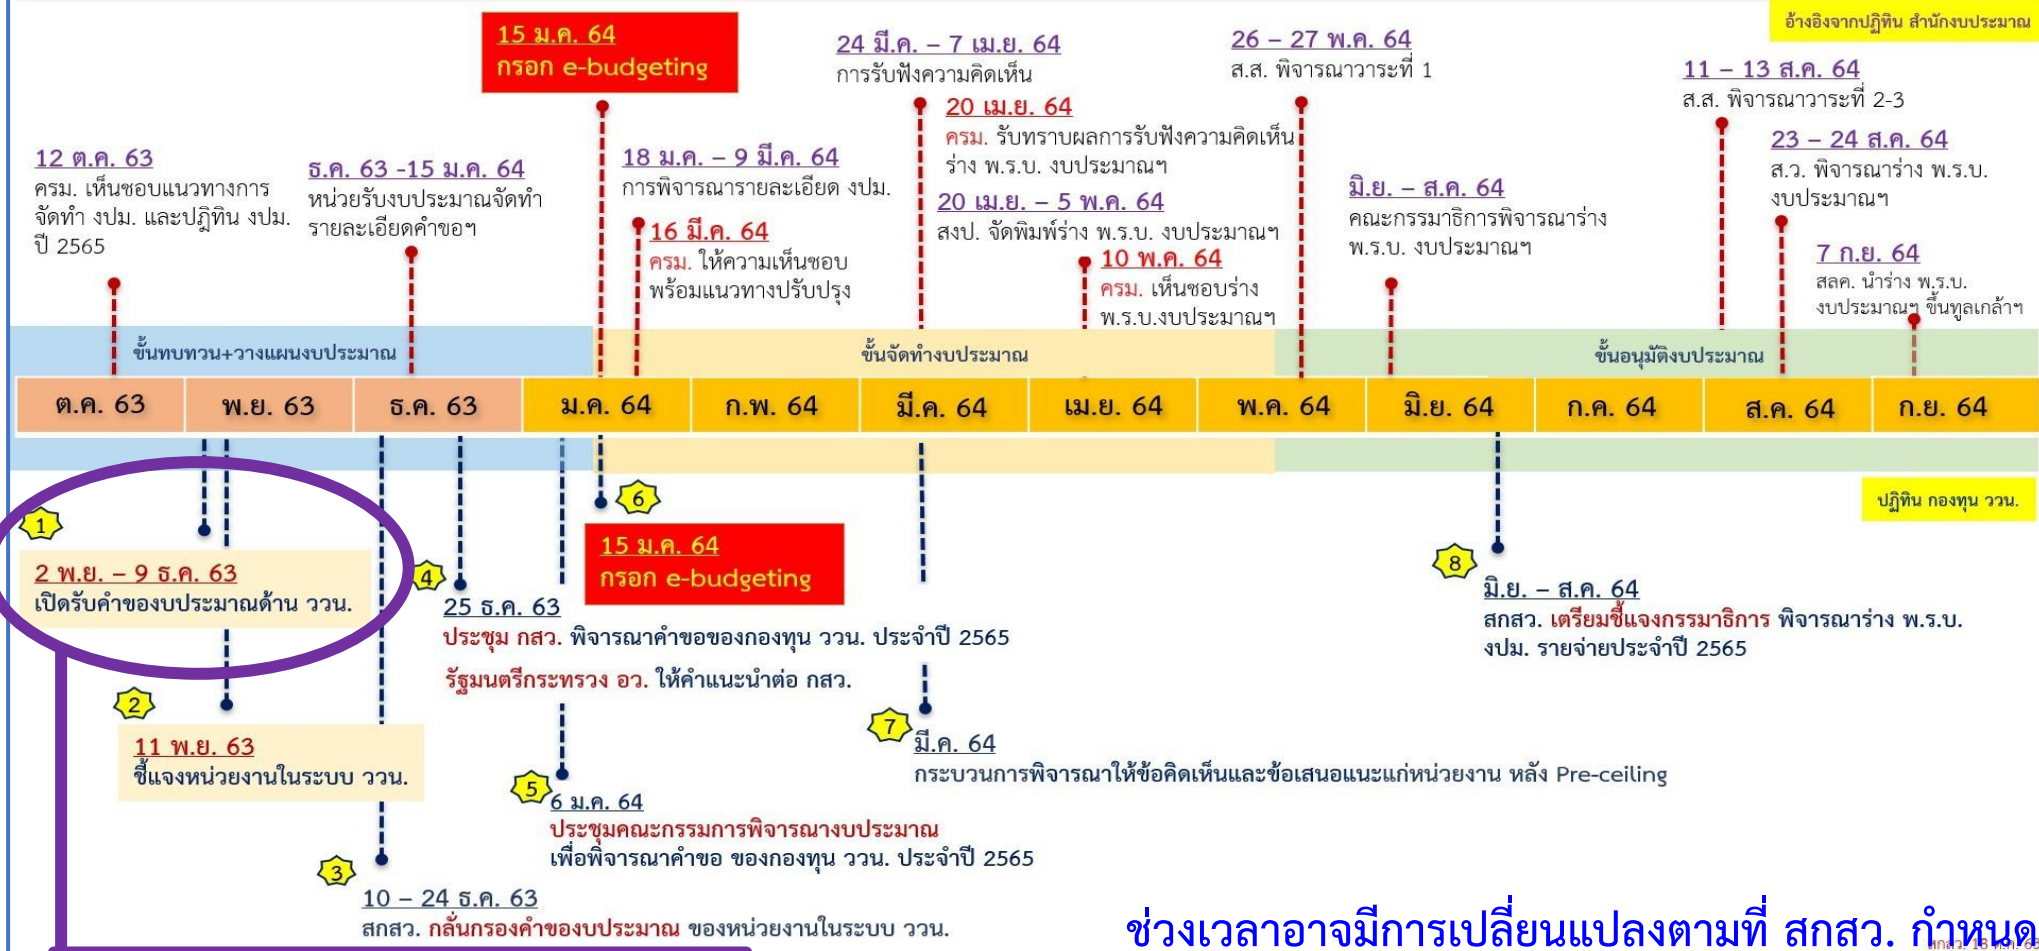 อ้างอิงจากปฏิทิน สำนักงบประมาณ
15 ม.ค. 64
กรอก e-budgeting
24 มี.ค. – 7 เม.ย. 64
การรับฟังความคิดเห็น
26 – 27 พ.ค. 64
ส.ส. พิจารณาวาระที่ 1
11 – 13 ส.ค. 64
ส.ส. พิจารณาวาระที่ 2-3
20 เม.ย. 64
ครม. รับทราบผลการรับฟังความคิดเห็น
ร่าง พ.ร.บ. งบประมาณฯ
12 ต.ค. 63
ครม. เห็นชอบแนวทางการ
จัดทำ งปม. และปฏิทิน งปม.
ปี 2565
ธ.ค. 63 -15 ม.ค. 64
หน่วยรับงบประมาณจัดทำ
รายละเอียดคำขอฯ
18 ม.ค. – 9 มี.ค. 64
การพิจารณารายละเอียด งปม.
16 มี.ค. 64
ครม. ให้ความเห็นชอบ
พร้อมแนวทางปรับปรุง
20 เม.ย. – 5 พ.ค. 64
สงป. จัดพิมพ์ร่าง พ.ร.บ. งบประมาณฯ
10 พ.ค. 64
ครม. เห็นชอบร่าง
พ.ร.บ.งบประมาณฯ
มิ.ย. – ส.ค. 64
คณะกรรมาธิการพิจารณาร่าง
พ.ร.บ. งบประมาณฯ
23 – 24 ส.ค. 64
ส.ว. พิจารณาร่าง พ.ร.บ.
งบประมาณฯ
7 ก.ย. 64
สลค. นำร่าง พ.ร.บ.
งบประมาณฯ ขึ้นทูลเกล้าฯ
ขั้นทบทวน+วางแผนงบประมาณ
ขั้นจัดทำงบประมาณ
ขั้นอนุมัติงบประมาณ
ต.ค. 63
พ.ย. 63
ธ.ค. 63
ม.ค. 64
ก.พ. 64
มี.ค. 64
เม.ย. 64
พ.ค. 64
มิ.ย. 64
ก.ค. 64
ส.ค. 64
ก.ย. 64
ปฏิทิน กองทุน ววน.
1
2 พ.ย. – 9 ธ.ค. 63
เปิดรับคำของบประมาณด้าน ววน.
2
11 พ.ย. 63
ชี้แจงหน่วยงานในระบบ ววน.
3
10 – 24 ธ.ค. 63
สกสว. กลั่นกรองคำของบประมาณ ของหน่วยงานในระบบ ววน.
4
25 ธ.ค. 63
ประชุม กสว. พิจารณาคำขอของกองทุน ววน. ประจำปี 2565
รัฐมนตรีกระทรวง อว. ให้คำแนะนำต่อ กสว.
5
6 ม.ค. 64
ประชุมคณะกรรมการพิจารณางบประมาณ
เพื่อพิจารณาคำขอ ของกองทุน ววน. ประจำปี 2565
6
15 ม.ค. 64
กรอก e-budgeting
7
มี.ค. 64
กระบวนการพิจารณาให้ข้อคิดเห็นและข้อเสนอแนะแก่หน่วยงาน หลัง Pre-ceiling
8
มิ.ย. – ส.ค. 64
สกสว. เตรียมชี้แจงกรรมาธิการ พิจารณาร่าง พ.ร.บ.
งปม. รายจ่ายประจำปี 2565
ช่วงเวลาอาจมีการเปลี่ยนแปลงตามที่ สกสว. กำหนด